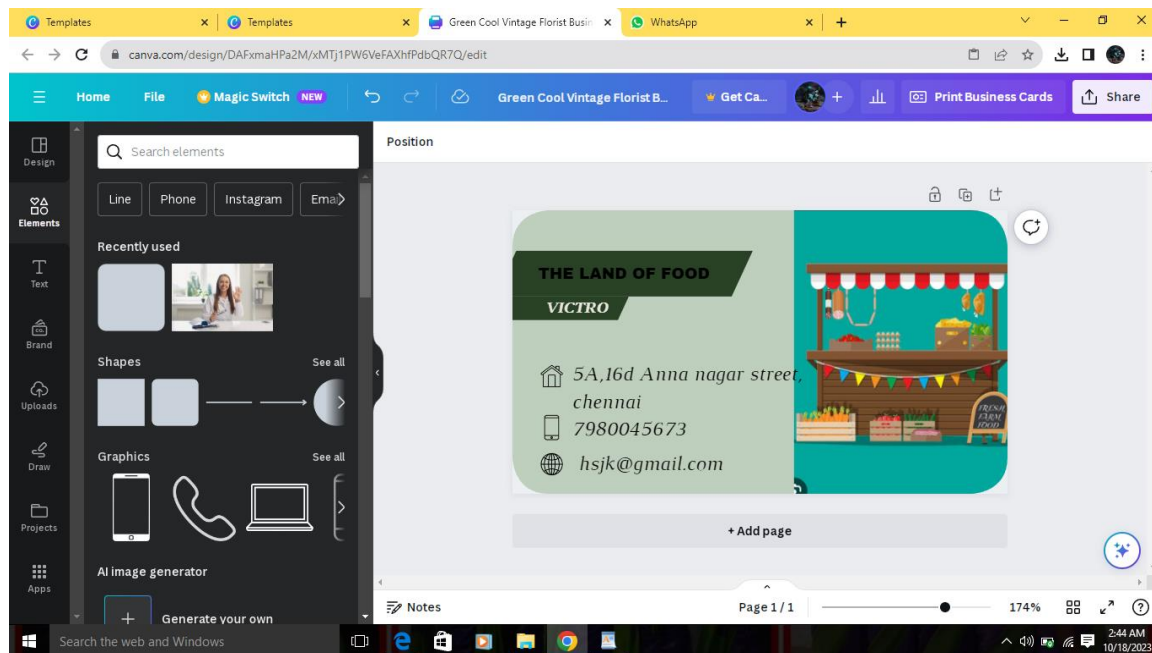 Templates
Templates
Green Cool Vintage Florist Busin
WhatsApp
canva.com/design/DAFxmaHPa2M/xMTj1PW6VeFAXhfPdbQR7Q/edit
Home File Magic Switch NEW Green Cool Vintage Florist B... Get Ca... Print Business Cards Share
Design
Elements
Text
Brand
CO.
Uploads
Draw
Projects
Apps
Search elements
Line Phone Instagram Emai
Recently used
Shapes See all
Graphics See all
AI image generator
Generate your own
Position
THE LAND OF FOOD
VICTRO
5A,16d Anna nagar street,
chennai
7980045673
hsjk@gmail.com
FRESH
FARM
FOOD
+ Add page
Notes Page 1 / 1 174%
Search the web and Windows
2:44 AM
10/18/2023